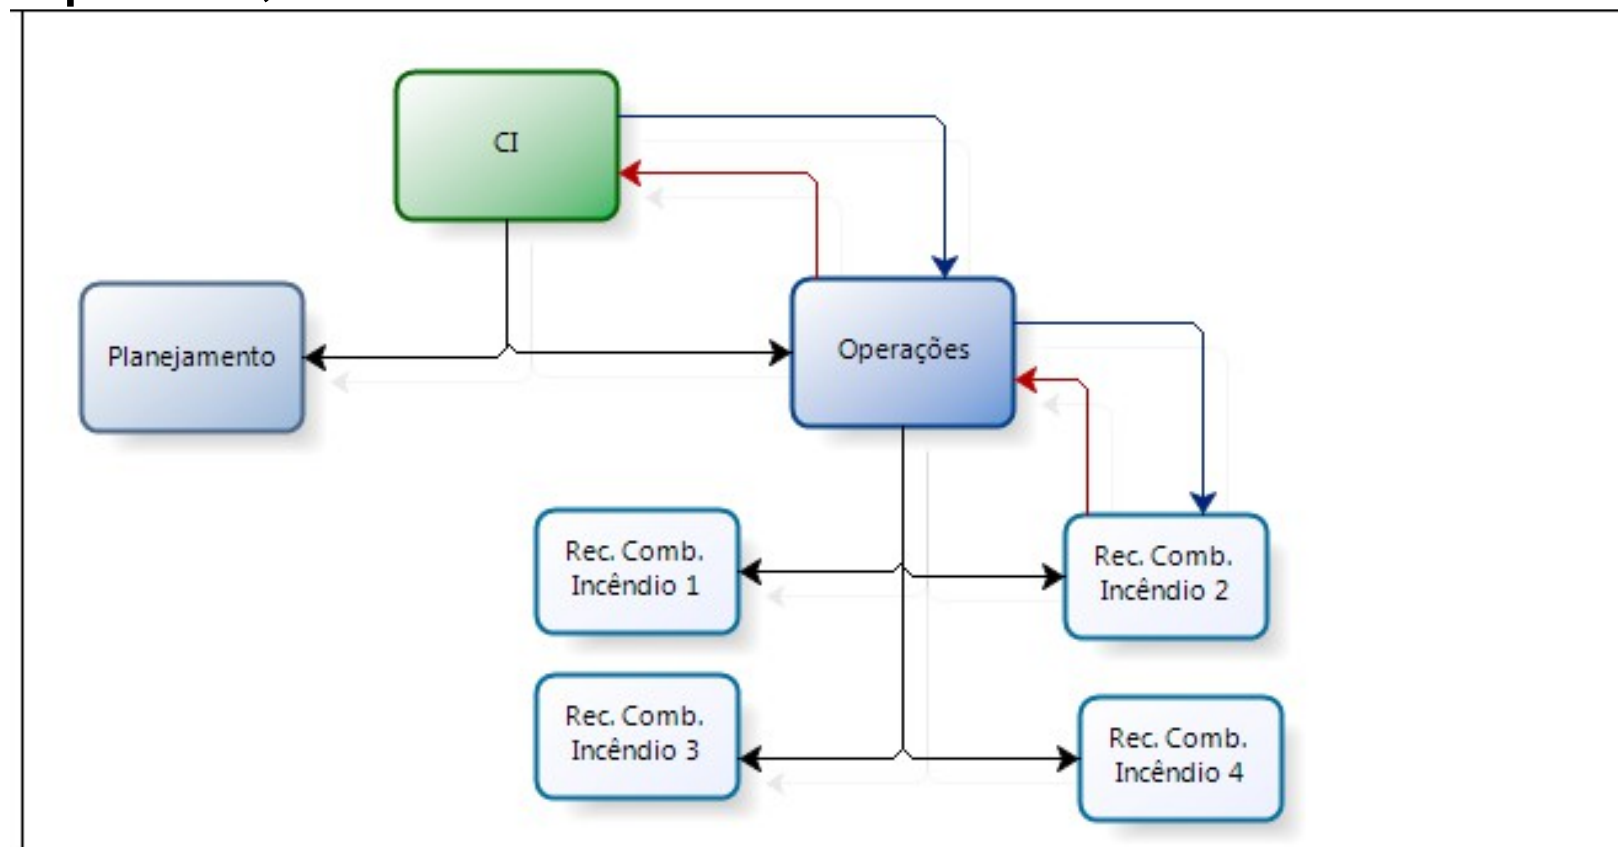 CI
Planejamento
Operações
Rec. Comb.
Incêndio 1
Rec. Comb.
Incêndio 2
Rec. Comb.
Incêndio 3
Rec. Comb.
Incêndio 4